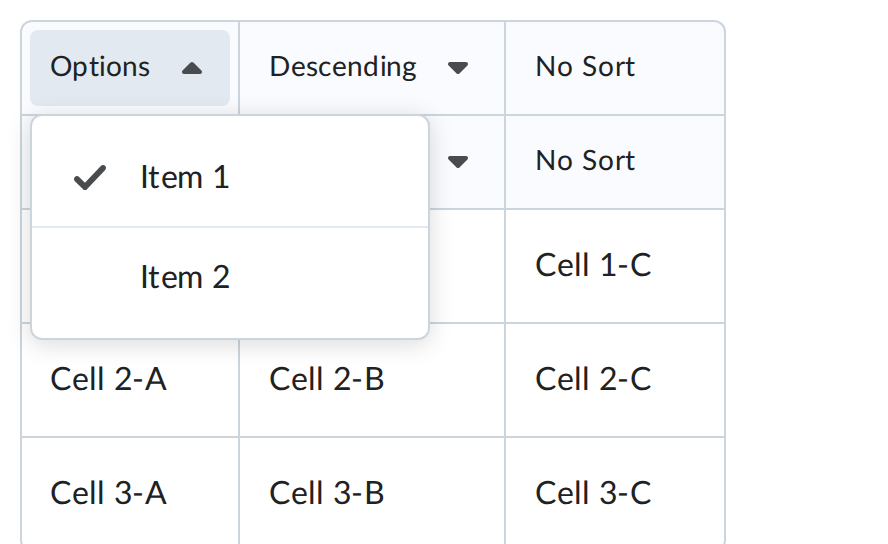 Options Descending No Sort
Item 1 No Sort
Item 2 Cell 1-C
Cell 2-A Cell 2-B Cell 2-C
Cell 3-A Cell 3-B Cell 3-C